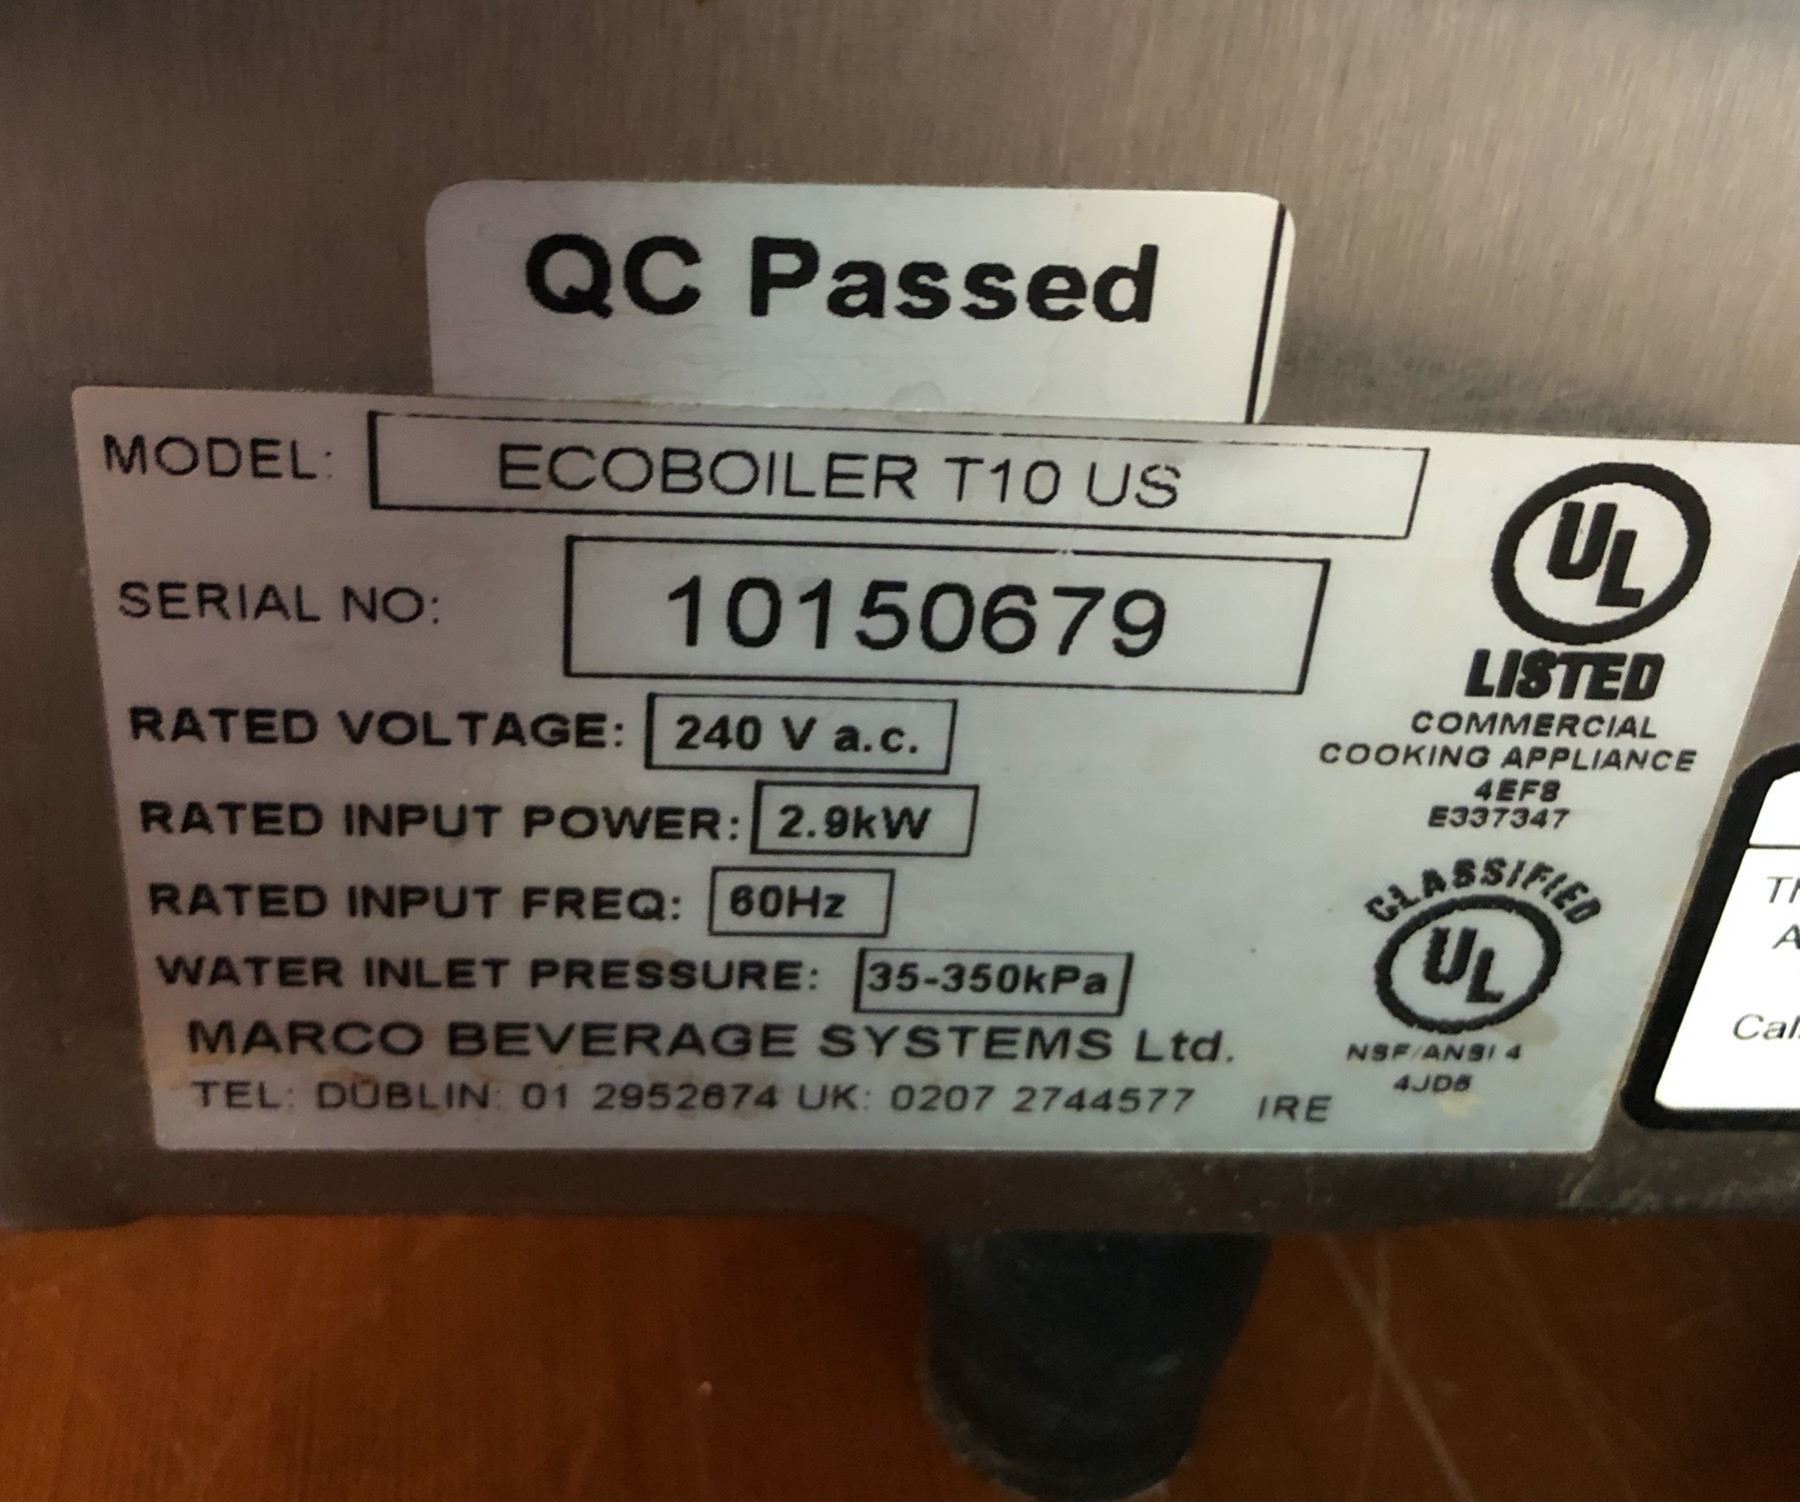 QC Passed
MODEL: ECOBOILER T10 US
SERIAL NO: 10150679
RATED VOLTAGE: 240 V a.c.
RATED INPUT POWER: 2.9kW
RATED INPUT FREQ: 60Hz
WATER INLET PRESSURE: 35-350kPa
MARCO BEVERAGE SYSTEMS Ltd.
TEL: DUBLIN: 01 2952674 UK: 0207 2744577 IRE
UL
LISTED
COMMERCIAL
COOKING APPLIANCE
4EF8
E337347
CLASSIFIED
UL
NSF/ANSI 4